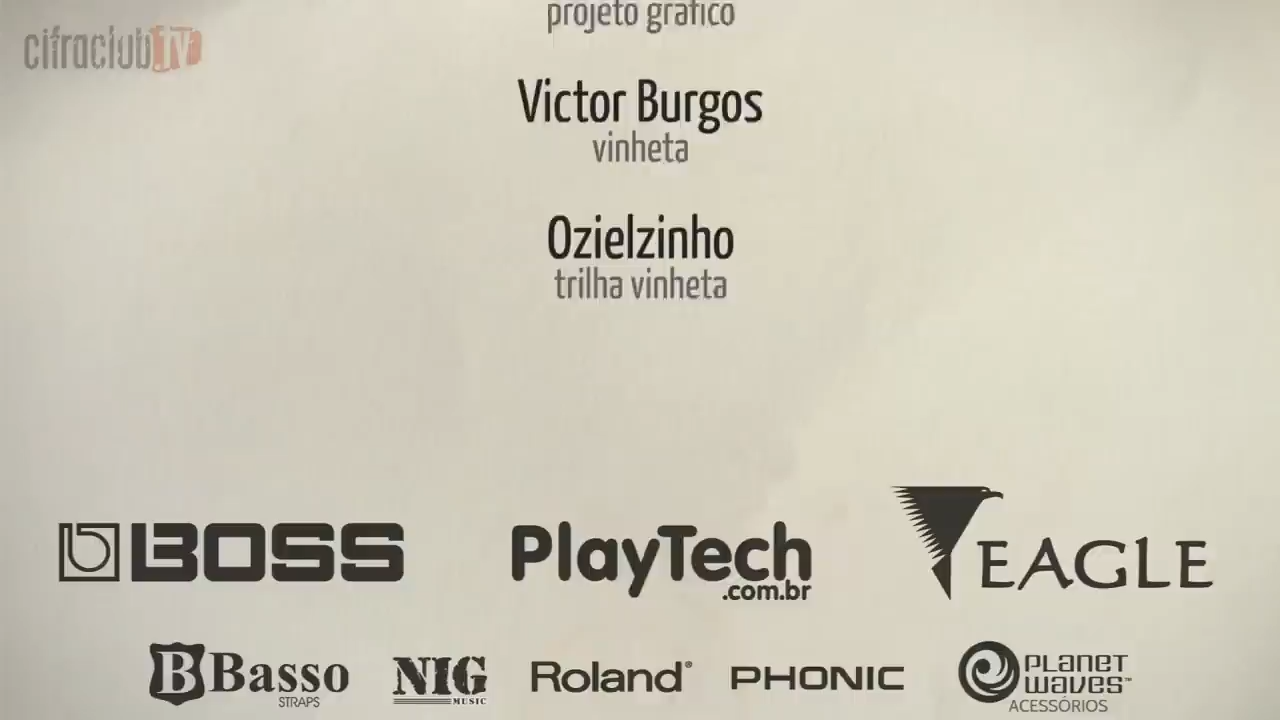 projeto gráfico
cifraclub.TV
Victor Burgos
vinheta
Ozielzinho
trilha vinheta
BOSS
PlayTech
.com.br
EAGLE
B Basso
STRAPS
NIG
MUSIC
Roland®
PHONIC
PLANET
WAVES™
ACESSÓRIOS